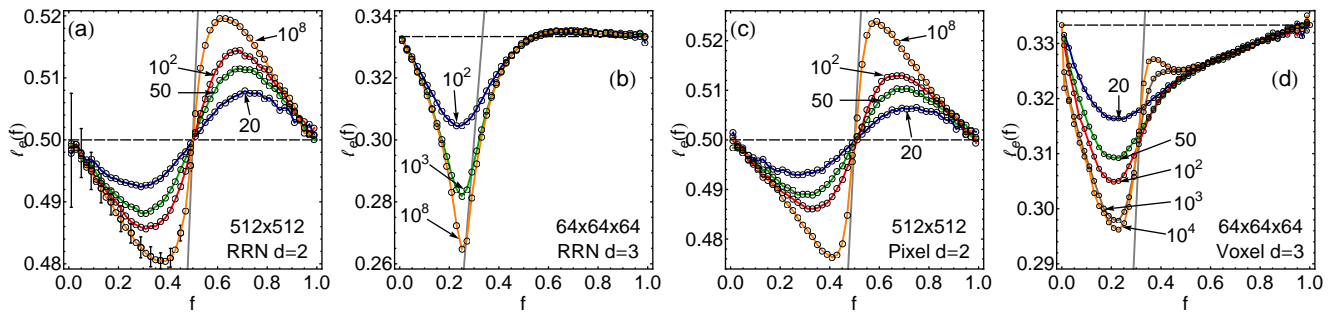 (a)
0.52
0.51
0.50
0.49
0.48
ℓe(f)
10^8
10^2
50
20
512x512
RRN d=2
0.0 0.2 0.4 0.6 0.8 1.0
f
(b)
0.34
0.32
0.30
0.28
0.26
ℓe(f)
10^2
10^3
10^8
64x64x64
RRN d=3
0.0 0.2 0.4 0.6 0.8 1.0
f
(c)
0.52
0.51
0.50
0.49
0.48
ℓe(f)
10^8
10^2
50
20
512x512
Pixel d=2
0.0 0.2 0.4 0.6 0.8 1.0
f
(d)
0.33
0.32
0.31
0.30
0.29
ℓe(f)
20
50
10^2
10^3
10^4
64x64x64
Voxel d=3
0.0 0.2 0.4 0.6 0.8 1.0
f